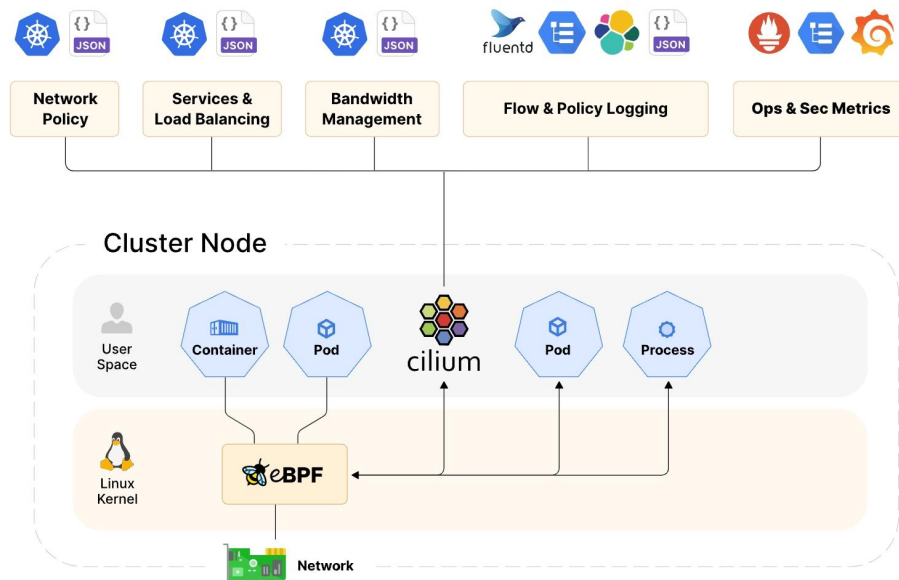 {}
JSON
{}
JSON
{}
JSON
fluentd
{}
JSON
Network
Policy
Services &
Load Balancing
Bandwidth
Management
Flow & Policy Logging
Ops & Sec Metrics
Cluster Node
User
Space
Container
Pod
cilium
Pod
Process
Linux
Kernel
eBPF
Network